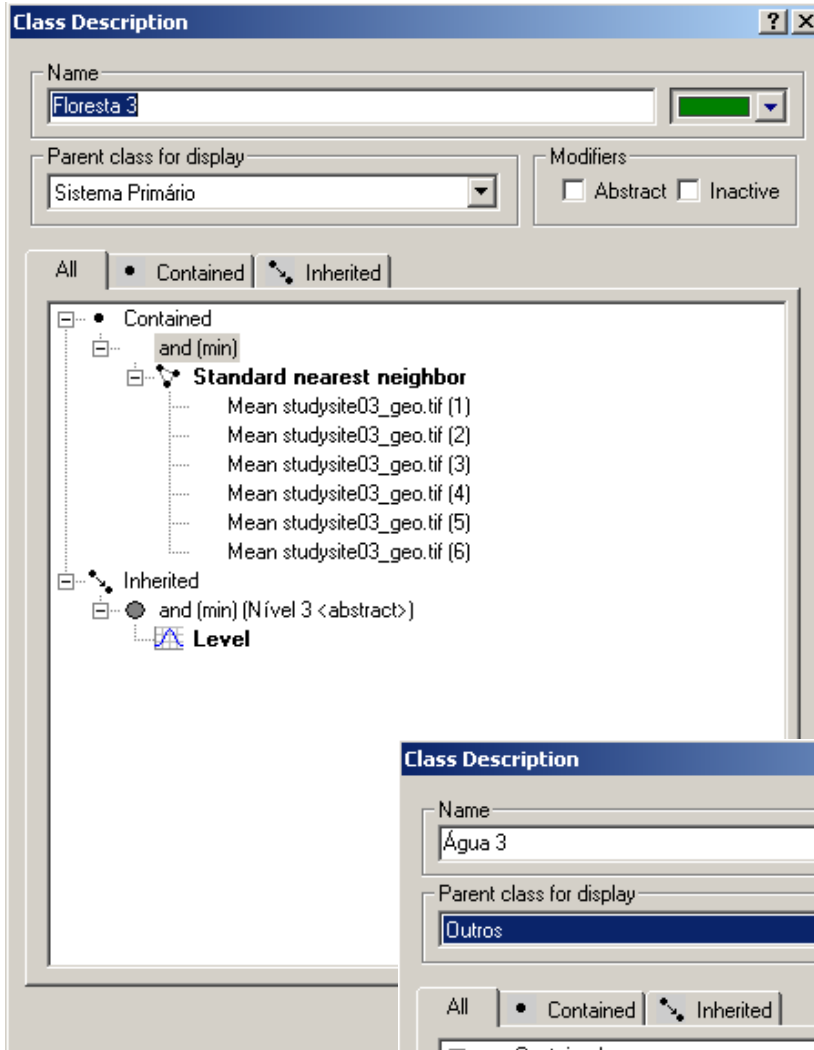 Class Description
Name
Floresta 3
Parent class for display
Modifiers
Sistema Primário
Abstract
Inactive
All
Contained
Inherited
Contained
and (min)
Standard nearest neighbor
Mean studysite03_geo.tif (1)
Mean studysite03_geo.tif (2)
Mean studysite03_geo.tif (3)
Mean studysite03_geo.tif (4)
Mean studysite03_geo.tif (5)
Mean studysite03_geo.tif (6)
Inherited
and (min) (Nível 3 <abstract>)
Level
Class Description
Name
Água 3
Parent class for display
Outros
All
Contained
Inherited